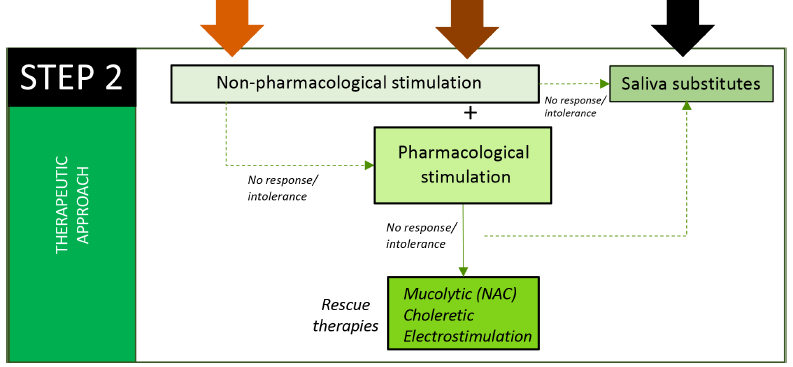 STEP 2
THERAPEUTIC
APPROACH
Non-pharmacological stimulation
No response/
intolerance
Saliva substitutes
+
Pharmacological
stimulation
No response/
intolerance
No response/
intolerance
Rescue
therapies
Mucolytic (NAC)
Choleretic
Electrostimulation